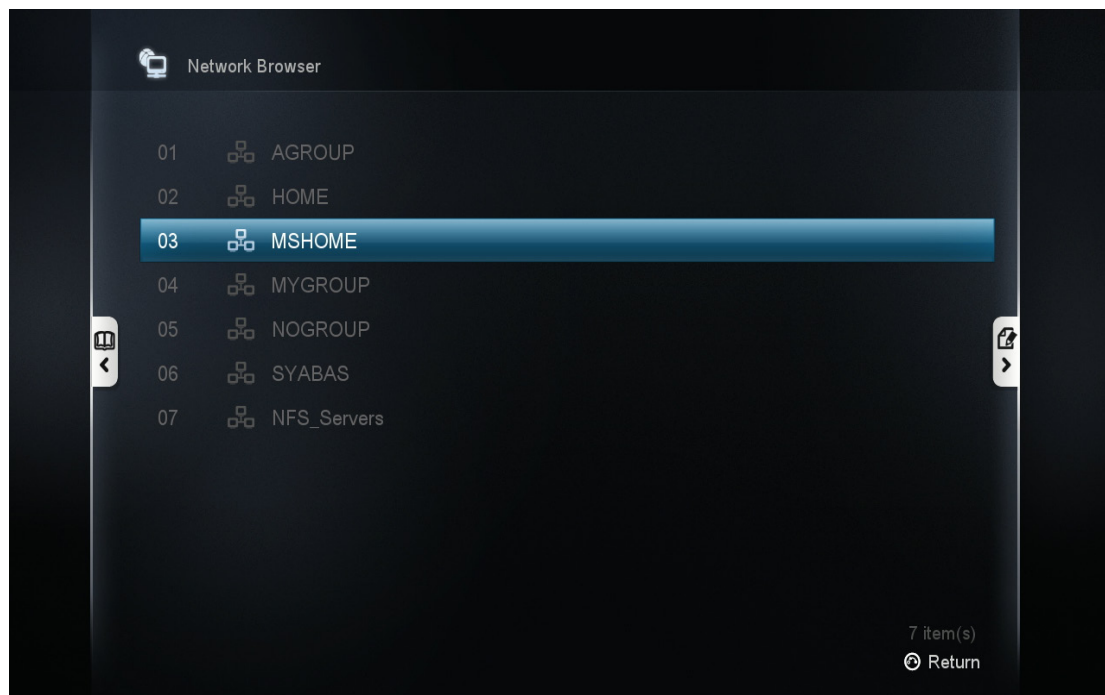 Network Browser
01 AGROUP
02 HOME
03 MSHOME
04 MYGROUP
05 NOGROUP
06 SYABAS
07 NFS_Servers
7 item(s)
Return